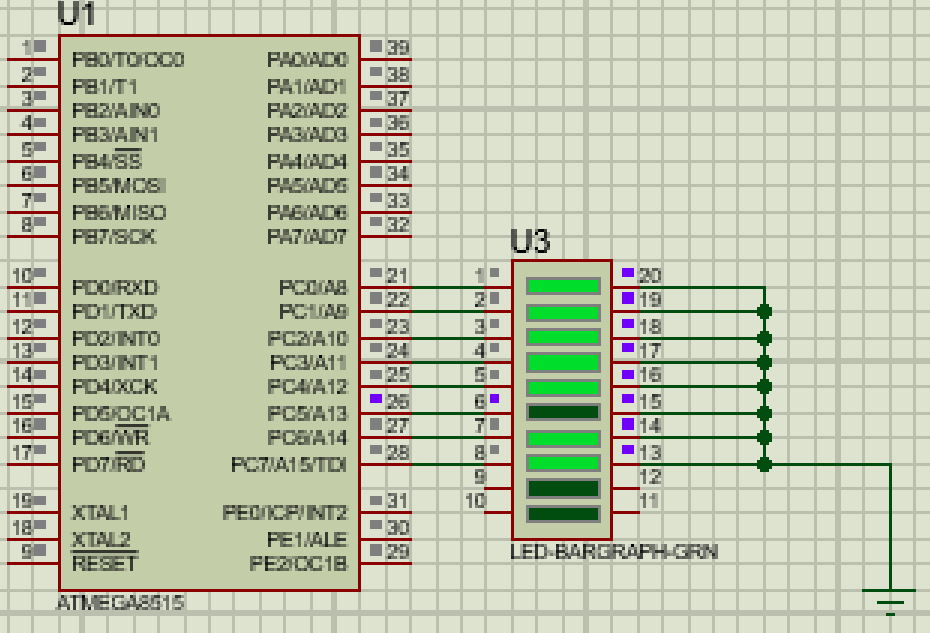 U1
1 PB0/T0/OC0 PA0/AD0 39
2 PB1/T1 PA1/AD1 38
3 PB2/AIN0 PA2/AD2 37
4 PB3/AIN1 PA3/AD3 36
5 PB4/SS PA4/AD4 35
6 PB5/MOSI PA5/AD5 34
7 PB6/MISO PA6/AD6 33
8 PB7/SCK PA7/AD7 32
U3
10 PD0/RXD PC0/A8 21 1 20
11 PD1/TXD PC1/A9 22 2 19
12 PD2/INT0 PC2/A10 23 3 18
13 PD3/INT1 PC3/A11 24 4 17
14 PD4/XCK PC4/A12 25 5 16
15 PD5/OC1A PC5/A13 26 6 15
16 PD6/WR PC6/A14 27 7 14
17 PD7/RD PC7/A15/TDI 28 8 13
9 12
19 XTAL1 PE0/ICP/INT2 31 10 11
18 XTAL2 PE1/ALE 30
9 RESET PE2/OC1B 29
LED-BARGRAPH-GRN
ATMEGA8515